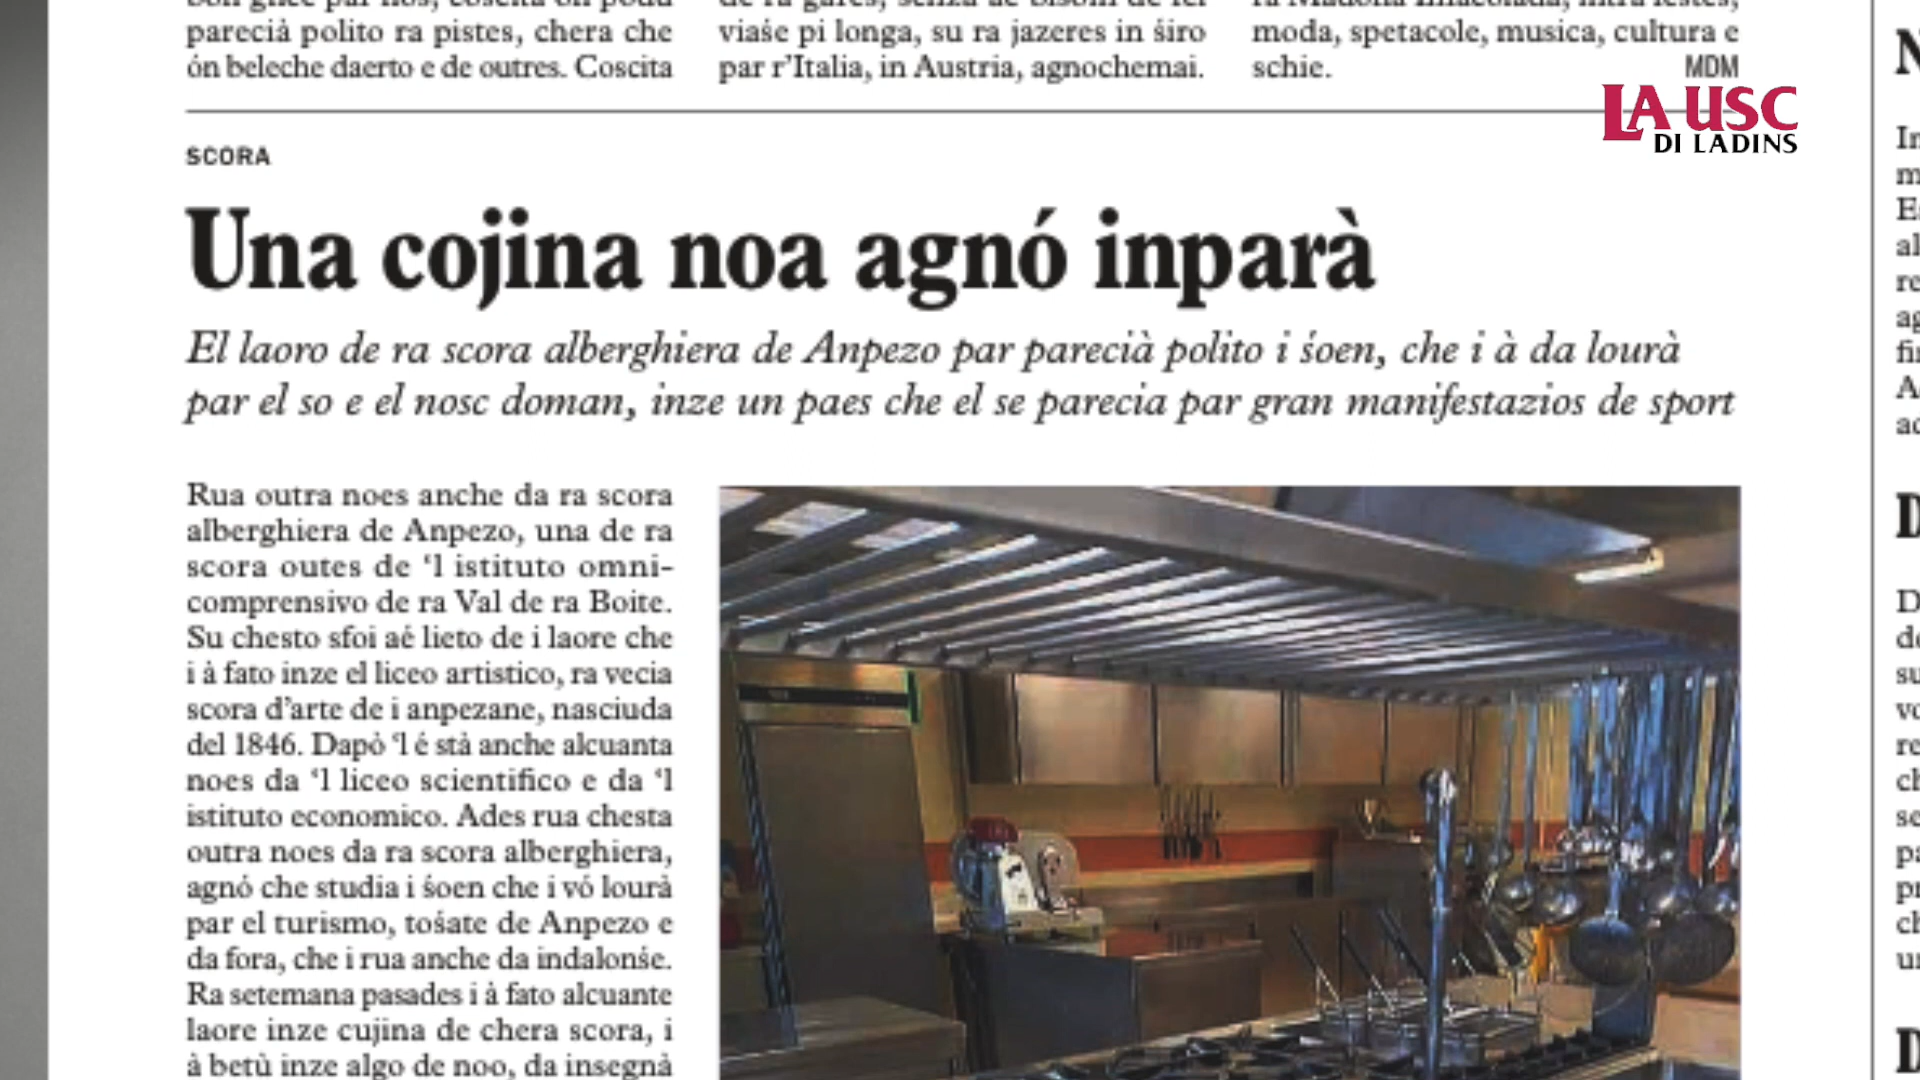 parecià polito ra pistes, chera che
ón beleche daerto e de outres. Coscita
viaśe pi longa, su ra jazeres in śiro
par r'Italia, in Austria, agnochemai.
moda, spetacole, musica, cultura e
schie.
MDM
LA USC
DI LADINS
SCORA
Una cojina noa agnó inparà
El laoro de ra scora alberghiera de Anpezo par parecià polito i śoen, che i à da lourà
par el so e el nosc doman, inze un paes che el se parecia par gran manifestazios de sport
Rua outra noes anche da ra scora
alberghiera de Anpezo, una de ra
scora outes de ‘l istituto omni-
comprensivo de ra Val de ra Boite.
Su chesto sfoi aé lieto de i laore che
i à fato inze el liceo artistico, ra vecia
scora d’arte de i anpezane, nasciuda
del 1846. Dapò ‘l é stà anche alcuanta
noes da ‘l liceo scientifico e da ‘l
istituto economico. Ades rua chesta
outra noes da ra scora alberghiera,
agnó che studia i śoen che i vó lourà
par el turismo, tośate de Anpezo e
da fora, che i rua anche da indalonśe.
Ra setemana pasades i à fato alcuante
laore inze cujina de chera scora, i
à betù inze algo de noo, da insegnà